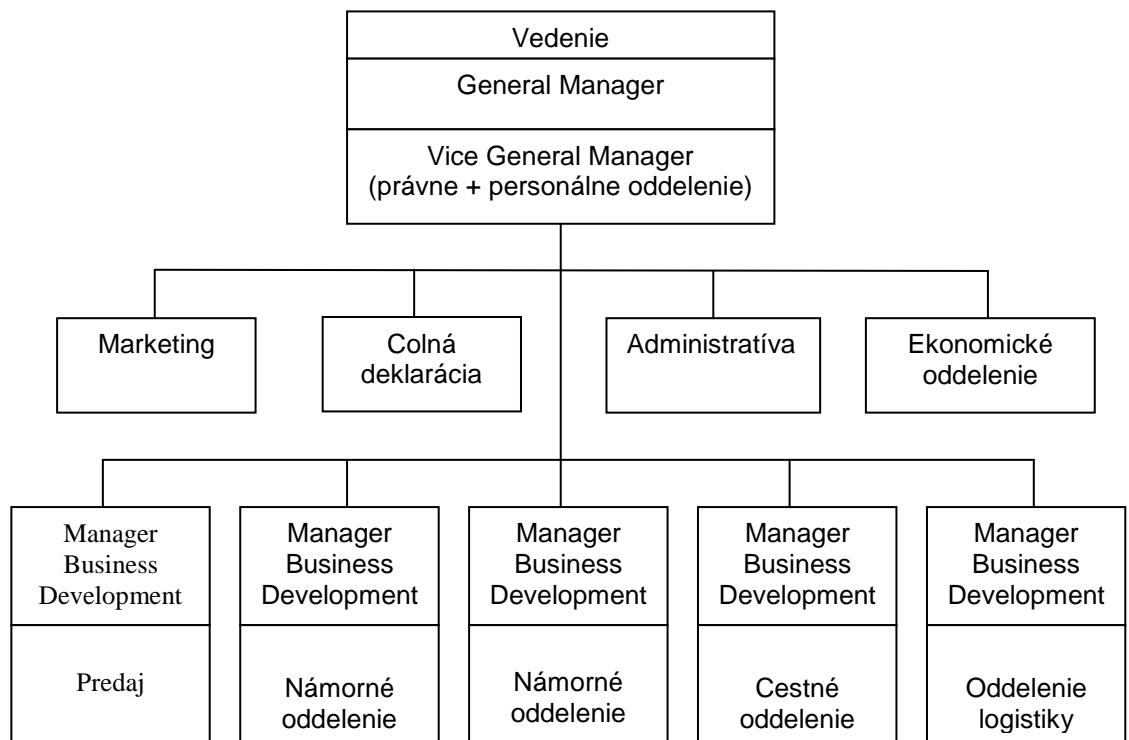 Vedenie
General Manager
Vice General Manager
(právne + personálne oddelenie)
Marketing
Colná
deklarácia
Administratíva
Ekonomické
oddelenie
Manager
Business
Development
Predaj
Manager
Business
Development
Námorné
oddelenie
Manager
Business
Development
Námorné
oddelenie
Manager
Business
Development
Cestné
oddelenie
Manager
Business
Development
Oddelenie
logistiky